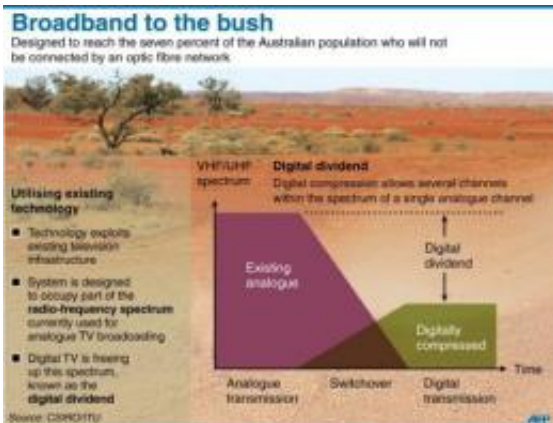 Broadband to the bush
Designed to reach the seven percent of the Australian population who will not
be connected by an optic fibre network
Utilising existing
technology
■ Technology exploits
existing television
infrastructure
■ System is designed
to occupy part of the
radio-frequency spectrum
currently used for
analogue TV broadcasting
■ Digital TV is freeing
up this spectrum,
known as the
digital dividend
VHF/UHF
spectrum
Digital dividend
Digital compression allows several channels
within the spectrum of a single analogue channel
Existing
analogue
Digital
dividend
Digitally
compressed
Time
Analogue
transmission
Switchover
Digital
transmission
Source: CSIRO/ITU
AFP